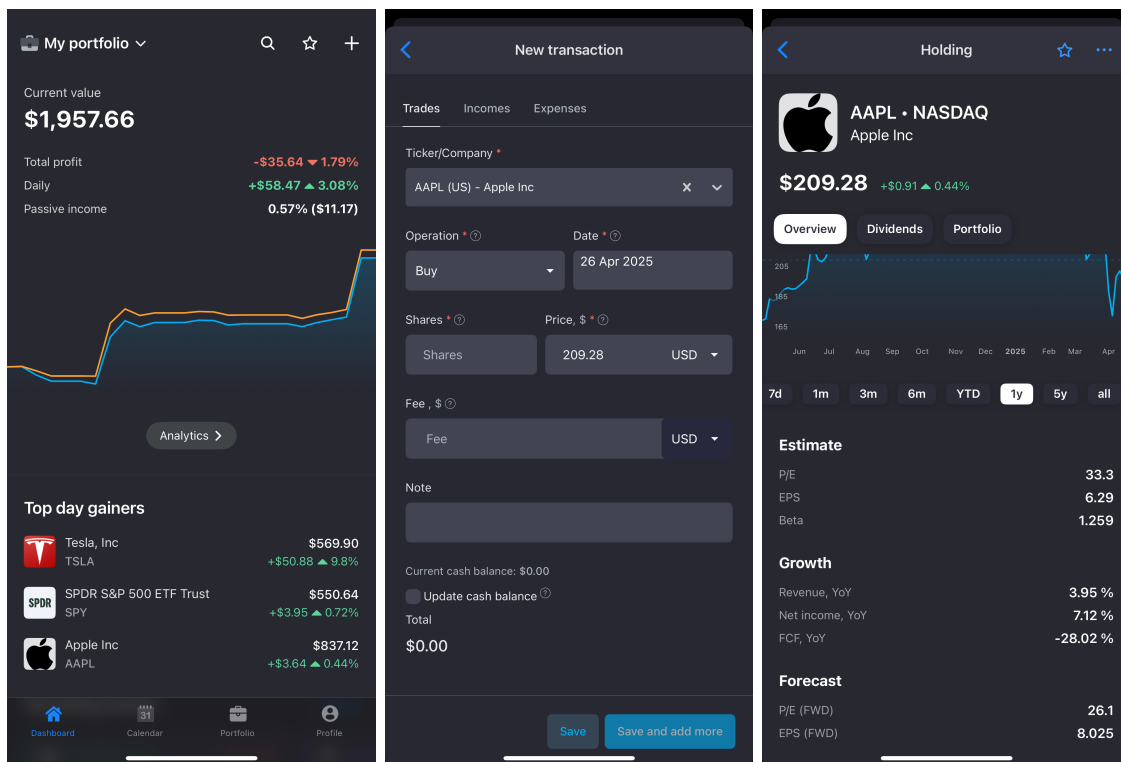 My portfolio
Current value
$1,957.66
Total profit -$35.64 1.79%
Daily +$58.47 3.08%
Passive income 0.57% ($11.17)
Analytics
Top day gainers
Tesla, Inc $569.90
TSLA +$50.88 9.8%
SPDR SPDR S&P 500 ETF Trust $550.64
SPY +$3.95 0.72%
Apple Inc $837.12
AAPL +$3.64 0.44%
31
Dashboard Calendar Portfolio Profile
New transaction
Trades Incomes Expenses
Ticker/Company *
AAPL (US) - Apple Inc
Operation * ? Date * ?
Buy 26 Apr 2025
Shares * ? Price, $ * ?
Shares 209.28 USD
Fee , $ ?
Fee USD
Note
Current cash balance: $0.00
Update cash balance ?
Total
$0.00
Save Save and add more
Holding
AAPL • NASDAQ
Apple Inc
$209.28 +$0.91 0.44%
Overview Dividends Portfolio
205
185
165
Jun Jul Aug Sep Oct Nov Dec 2025 Feb Mar Apr
7d 1m 3m 6m YTD 1y 5y all
Estimate
P/E 33.3
EPS 6.29
Beta 1.259
Growth
Revenue, YoY 3.95 %
Net income, YoY 7.12 %
FCF, YoY -28.02 %
Forecast
P/E (FWD) 26.1
EPS (FWD) 8.025